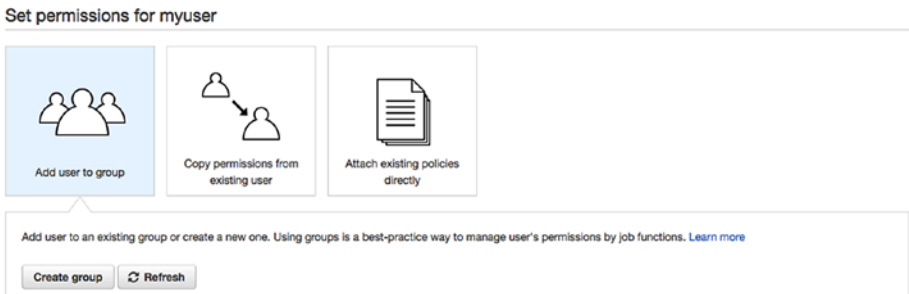 Set permissions for myuser
Add user to group
Copy permissions from
existing user
Attach existing policies
directly
Add user to an existing group or create a new one. Using groups is a best-practice way to manage user's permissions by job functions. Learn more
Create group
Refresh